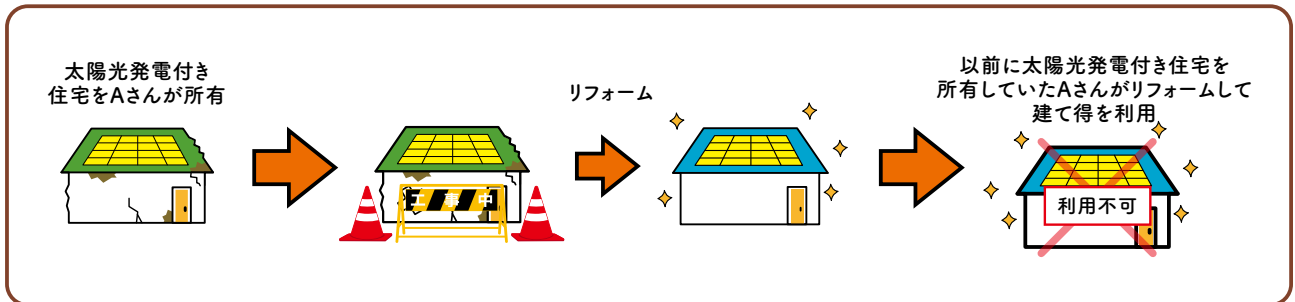 太陽光発電付き
住宅をAさんが所有
工事中
リフォーム
以前に太陽光発電付き住宅を
所有していたAさんがリフォームして
建て得を利用
利用不可